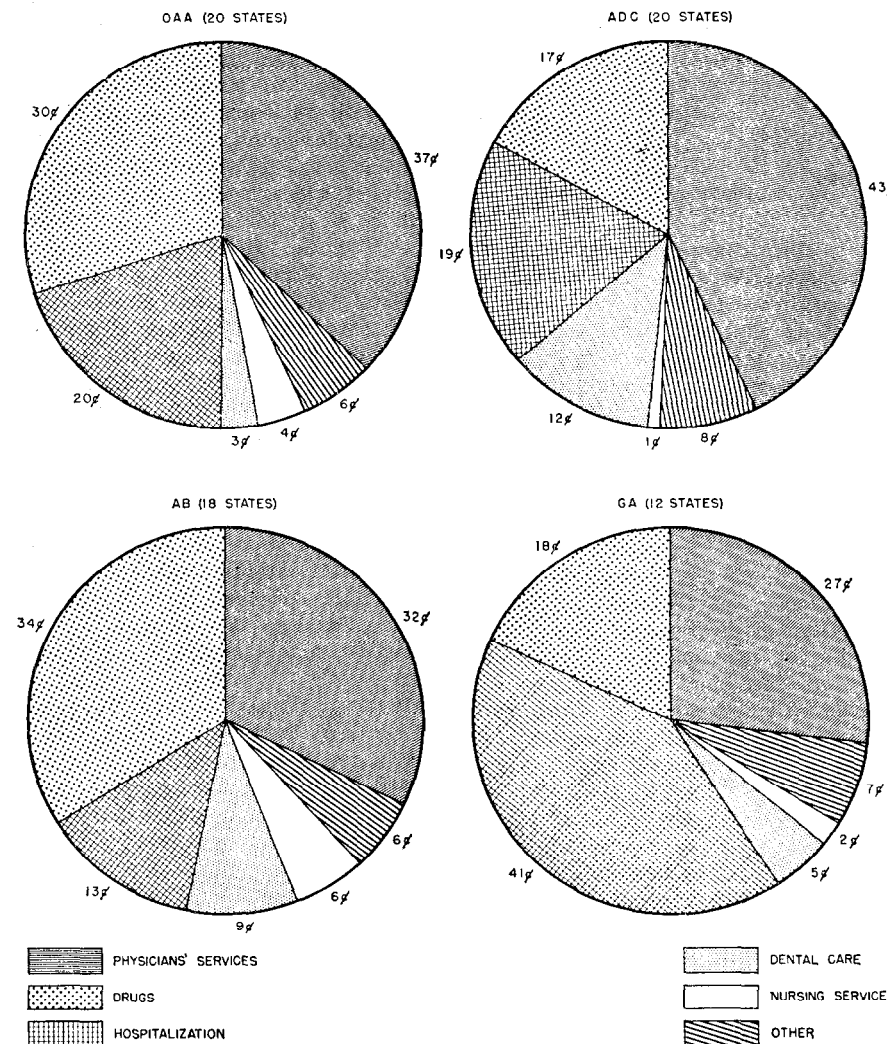 OAA (20 STATES)
ADC (20 STATES)
30¢
37¢
20¢
3¢
4¢
6¢
17¢
43
19¢
12¢
1¢
8¢
AB (18 STATES)
GA (12 STATES)
34¢
32¢
13¢
9¢
6¢
6¢
18¢
27¢
41¢
5¢
2¢
7¢
PHYSICIANS' SERVICES
DRUGS
HOSPITALIZATION
DENTAL CARE
NURSING SERVICE
OTHER